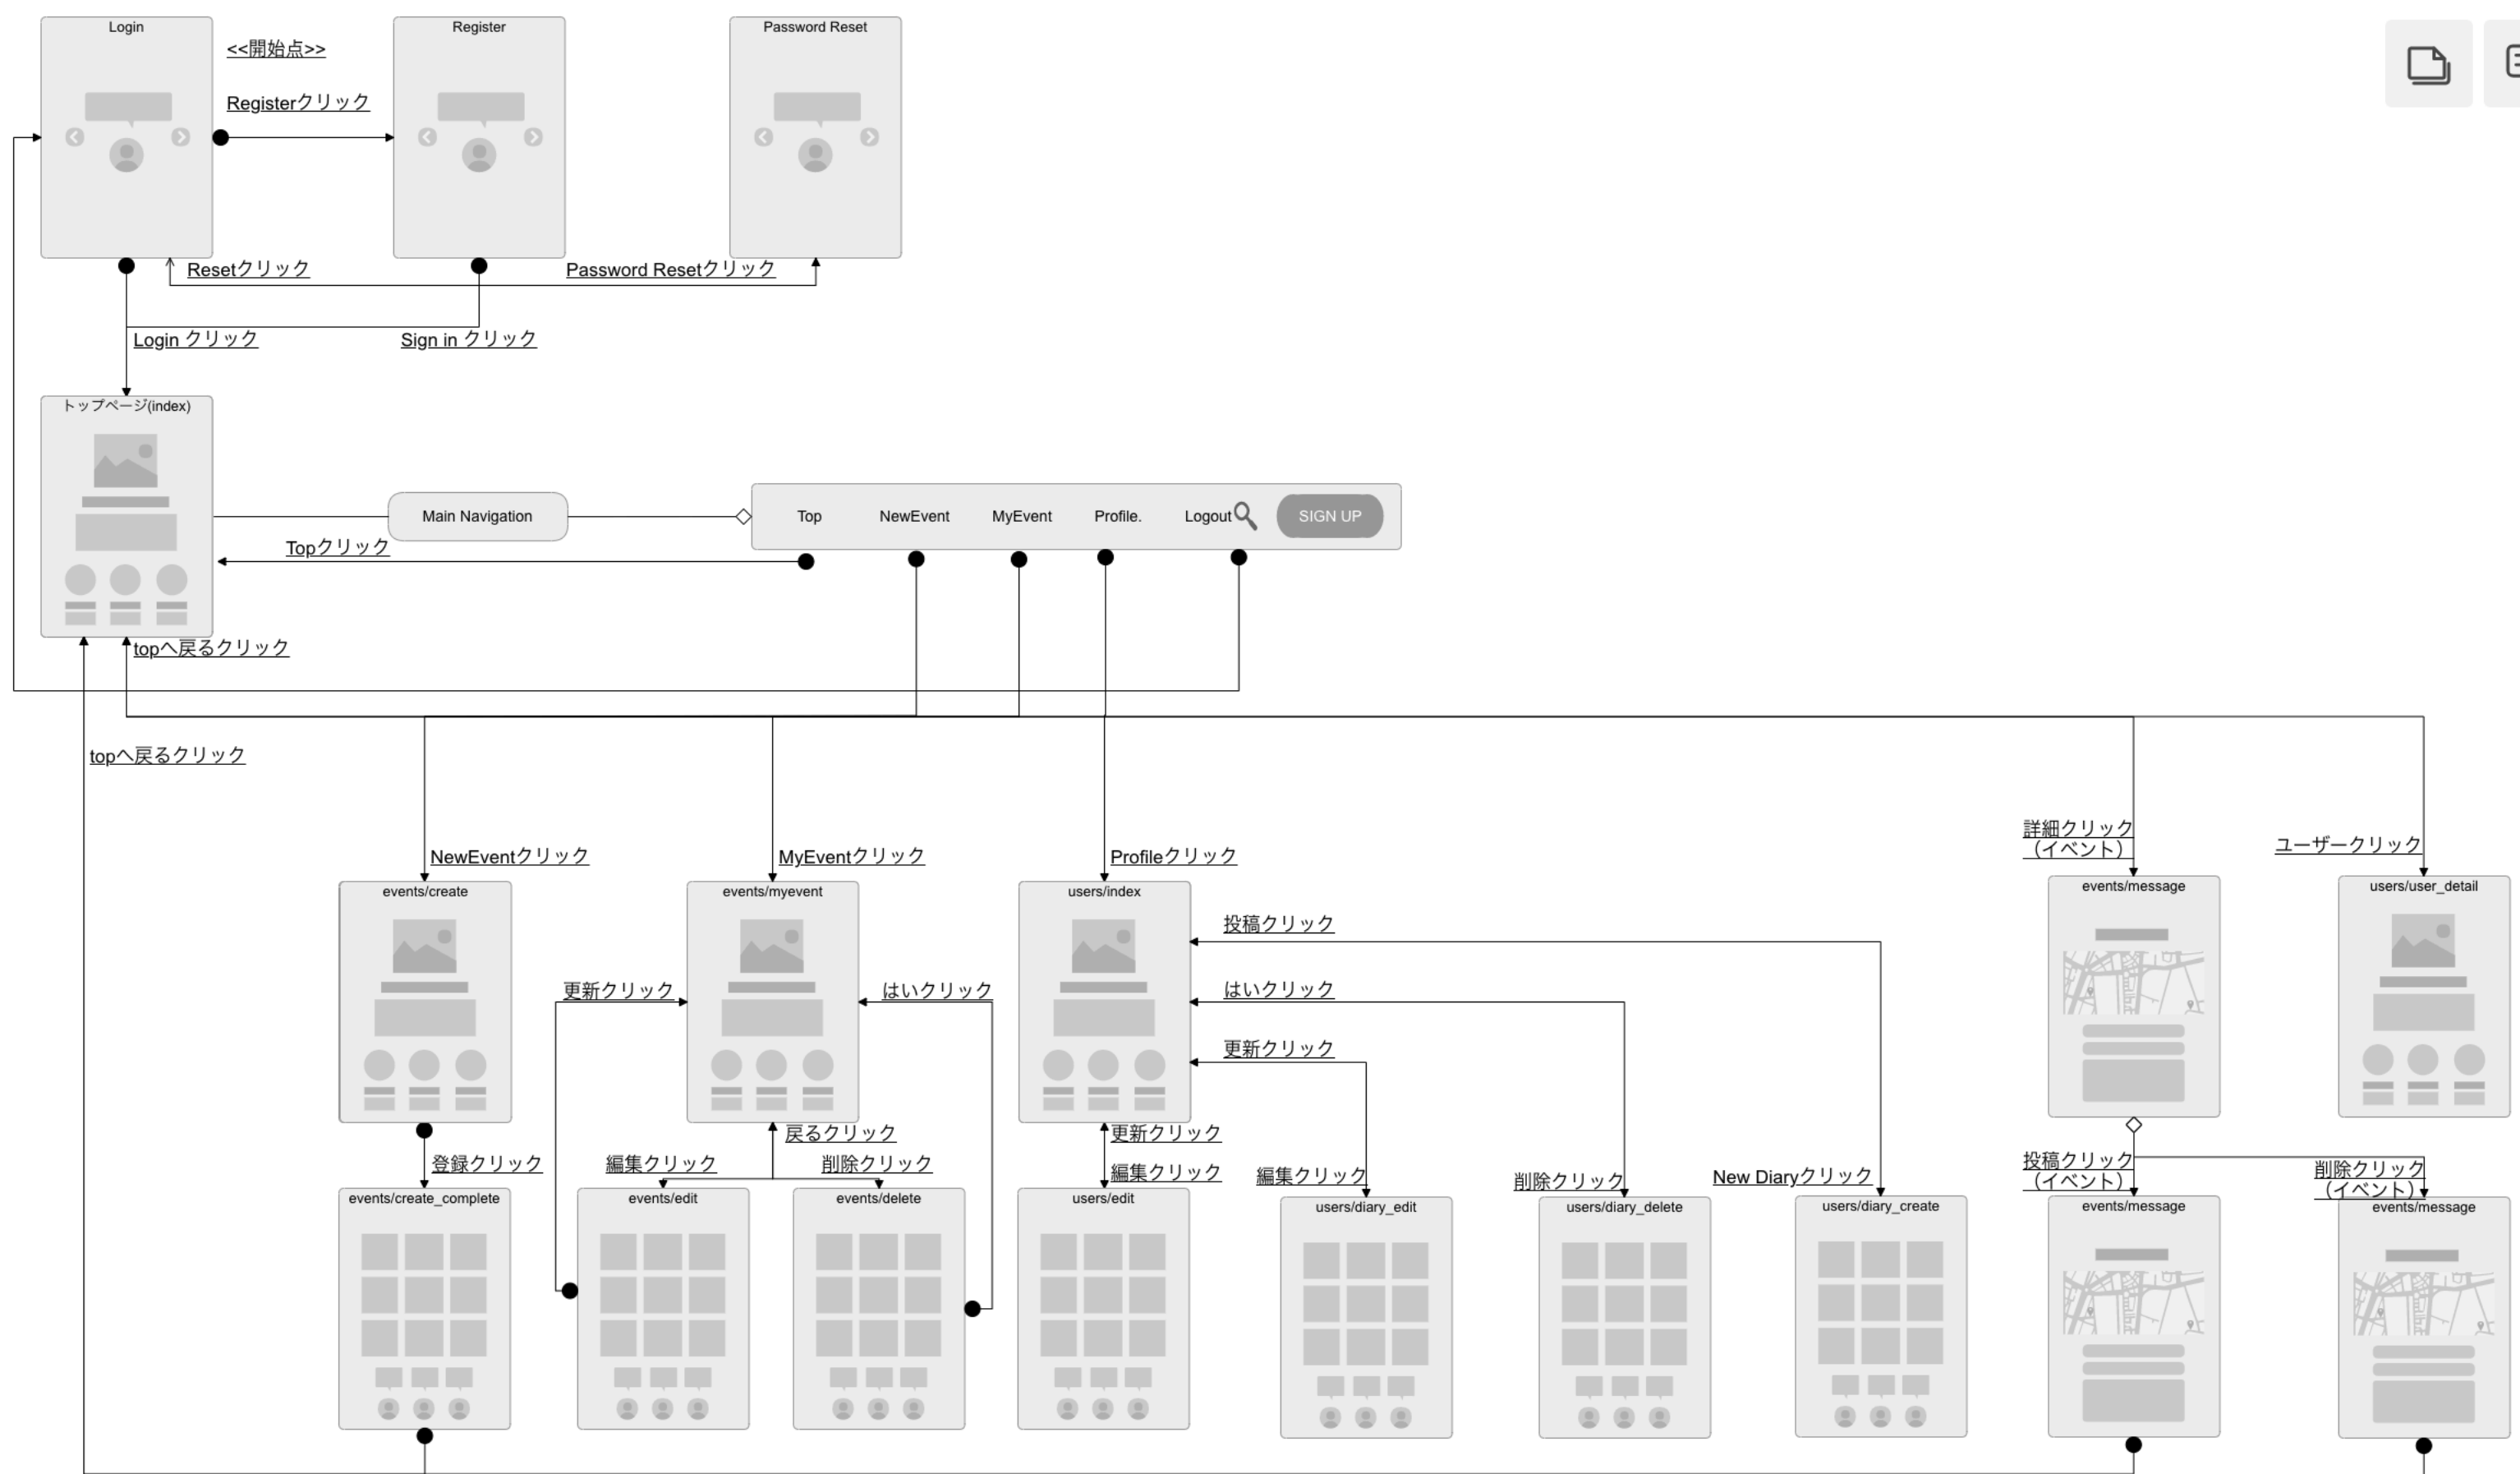 Login
<<開始点>>
Register
Password Reset
Registerクリック
Resetクリック
Password Resetクリック
Login クリック
Sign in クリック
トップページ(index)
Main Navigation
Top
NewEvent
MyEvent
Profile.
Logout
SIGN UP
Topクリック
topへ戻るクリック
topへ戻るクリック
NewEventクリック
MyEventクリック
Profileクリック
詳細クリック
（イベント）
ユーザークリック
events/create
events/myevent
users/index
events/message
users/user_detail
投稿クリック
更新クリック
はいクリック
はいクリック
更新クリック
戻るクリック
更新クリック
登録クリック
編集クリック
削除クリック
編集クリック
編集クリック
削除クリック
New Diaryクリック
投稿クリック
（イベント）
削除クリック
（イベント）
events/create_complete
events/edit
events/delete
users/edit
users/diary_edit
users/diary_delete
users/diary_create
events/message
events/message